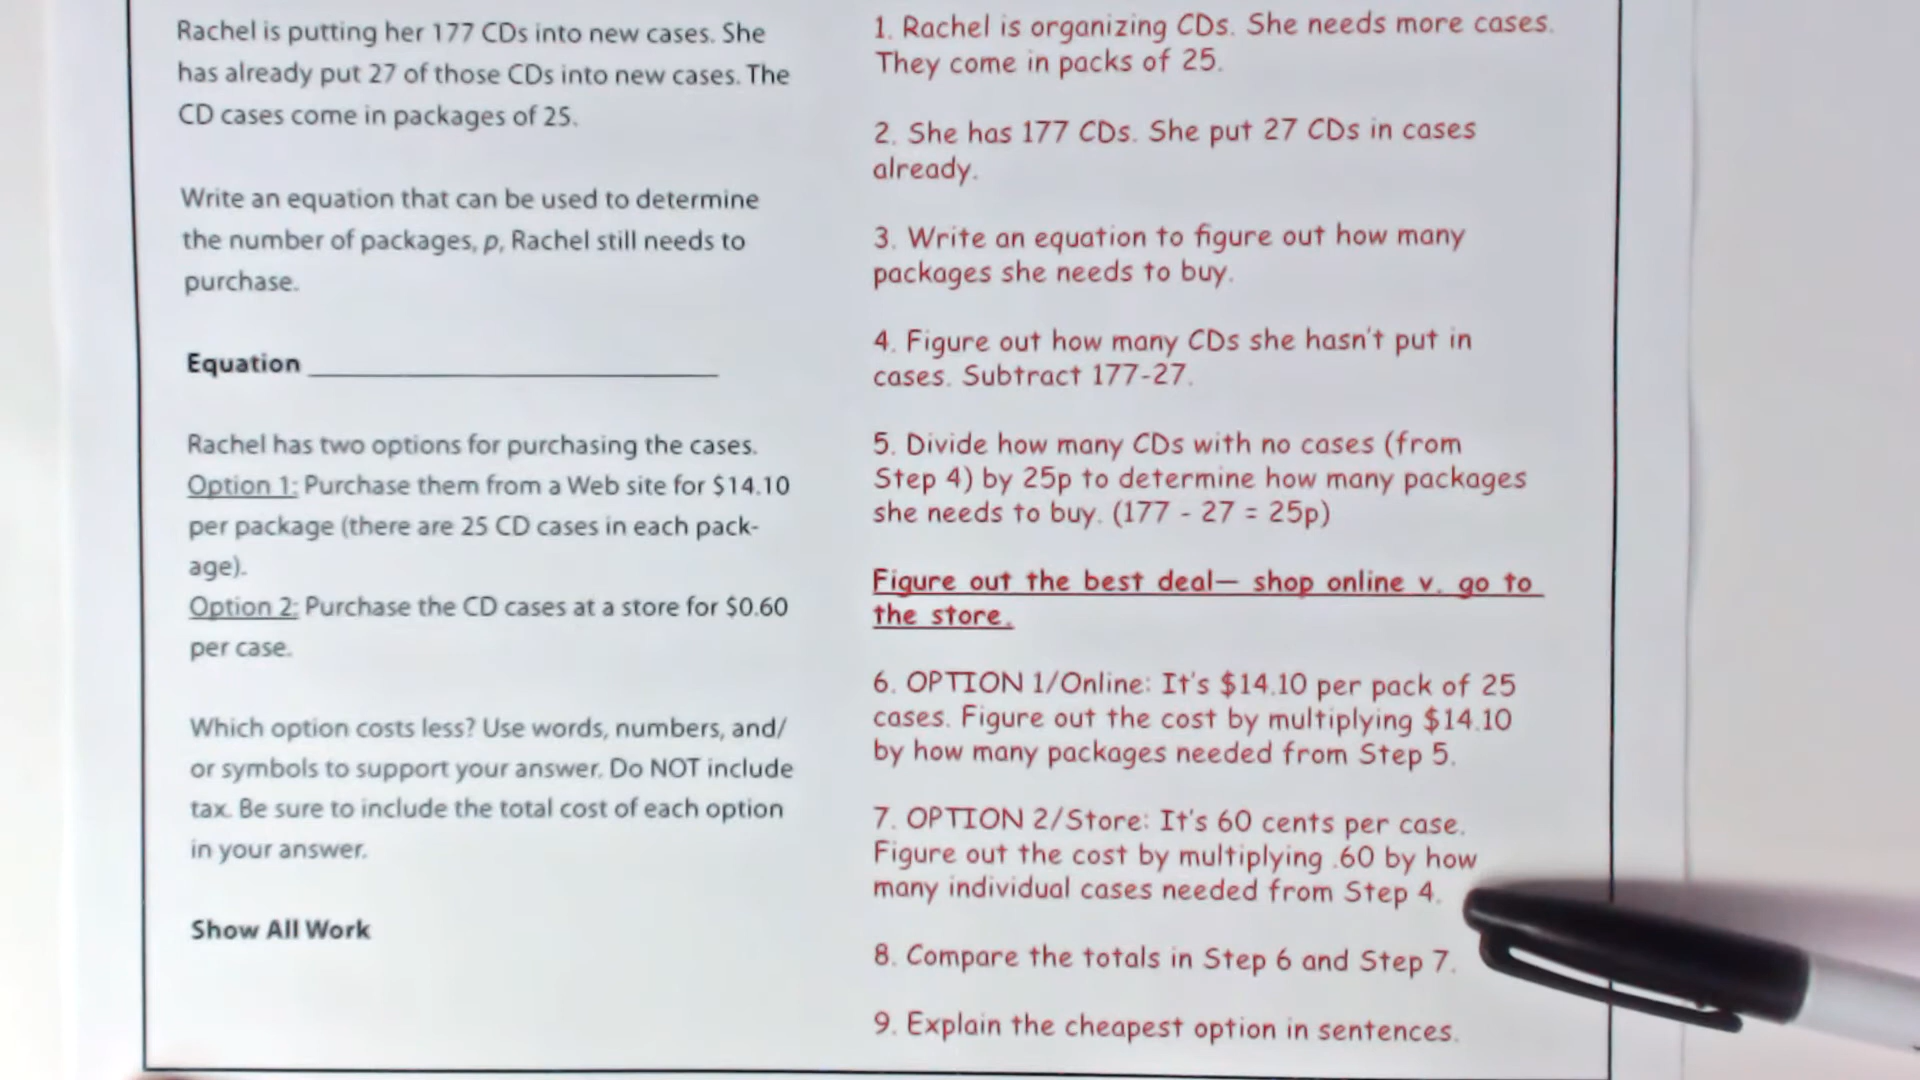 Rachel is putting her 177 CDs into new cases. She
has already put 27 of those CDs into new cases. The
CD cases come in packages of 25.
Write an equation that can be used to determine
the number of packages, p, Rachel still needs to
purchase.
Equation
Rachel has two options for purchasing the cases.
Option 1: Purchase them from a Web site for $14.10
per package (there are 25 CD cases in each pack-
age).
Option 2: Purchase the CD cases at a store for $0.60
per case.
Which option costs less? Use words, numbers, and/
or symbols to support your answer. Do NOT include
tax. Be sure to include the total cost of each option
in your answer.
Show All Work
1. Rachel is organizing CDs. She needs more cases.
They come in packs of 25.
2. She has 177 CDs. She put 27 CDs in cases
already.
3. Write an equation to figure out how many
packages she needs to buy.
4. Figure out how many CDs she hasn't put in
cases. Subtract 177-27.
5. Divide how many CDs with no cases (from
Step 4) by 25p to determine how many packages
she needs to buy. (177 - 27 = 25p)
Figure out the best deal— shop online v. go to
the store.
6. OPTION 1/Online: It's $14.10 per pack of 25
cases. Figure out the cost by multiplying $14.10
by how many packages needed from Step 5.
7. OPTION 2/Store: It's 60 cents per case.
Figure out the cost by multiplying .60 by how
many individual cases needed from Step 4.
8. Compare the totals in Step 6 and Step 7.
9. Explain the cheapest option in sentences.